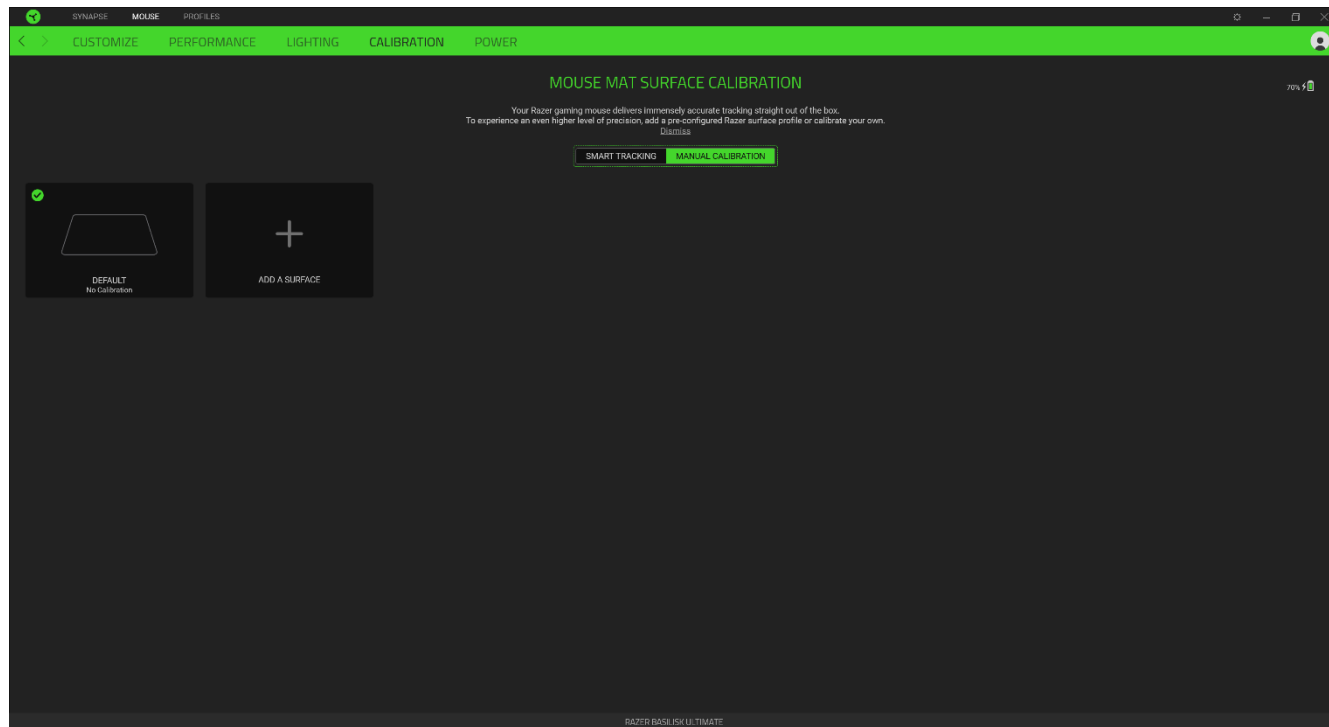 SYNAPSE MOUSE PROFILES
CUSTOMIZE PERFORMANCE LIGHTING CALIBRATION POWER
MOUSE MAT SURFACE CALIBRATION
70%
Your Razer gaming mouse delivers immensely accurate tracking straight out of the box.
To experience an even higher level of precision, add a pre-configured Razer surface profile or calibrate your own.
Dismiss
SMART TRACKING MANUAL CALIBRATION
DEFAULT
No Calibration
ADD A SURFACE
RAZER BASILISK ULTIMATE